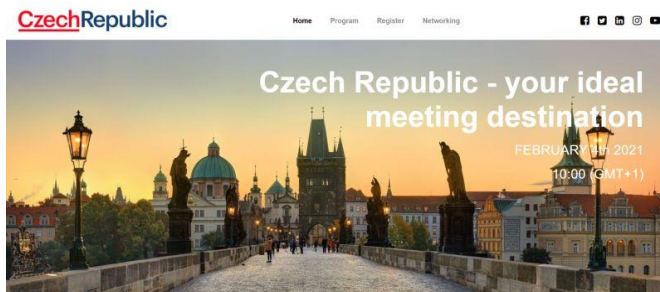 CzechRepublic
Home Program Register Networking
Czech Republic - your ideal
meeting destination
FEBRUARY 4th 2021
10:00 (GMT+1)